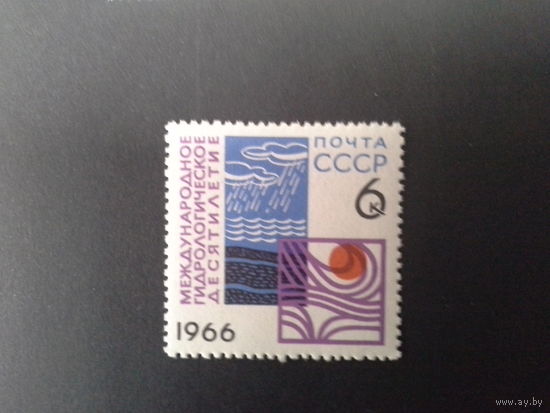 МЕЖДУНАРОДНОЕ
ГИДРОЛОГИЧЕСКОЕ
ДЕСЯТИЛЕТИЕ
ПОЧТА
СССР
6 К
1966
www.ay.by